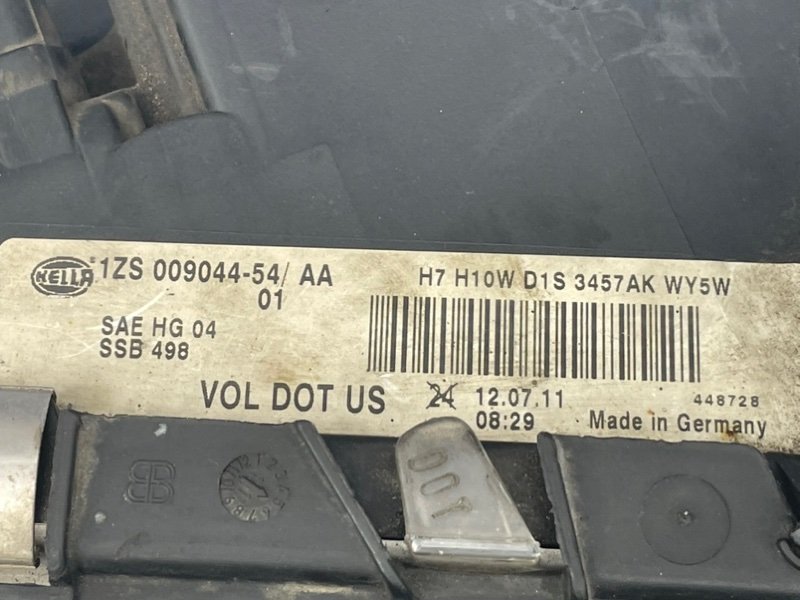 HELLA ® 1ZS 009044-54/ AA
01
SAE HG 04
SSB 498
VOL DOT US
H7 H10W D1S 3457AK WY5W
24 12.07.11
08:29
448728
Made in Germany
001